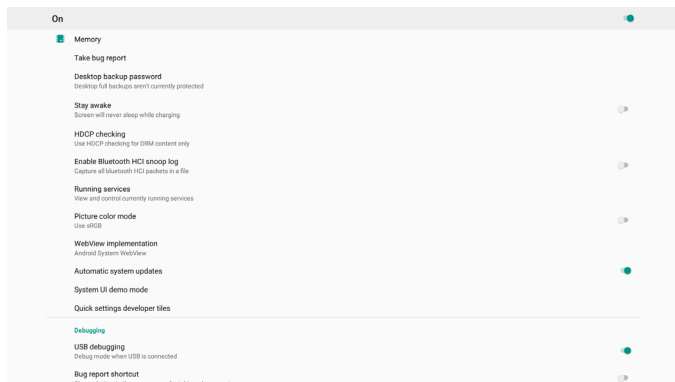 On
Memory
Take bug report
Desktop backup password
Desktop full backups aren't currently protected
Stay awake
Screen will never sleep while charging
HDCP checking
Use HDCP checking for DRM content only
Enable Bluetooth HCI snoop log
Capture all bluetooth HCI packets in a file
Running services
View and control currently running services
Picture color mode
Use sRGB
WebView implementation
Android System WebView
Automatic system updates
System UI demo mode
Quick settings developer tiles
Debugging
USB debugging
Debug mode when USB is connected
Bug report shortcut